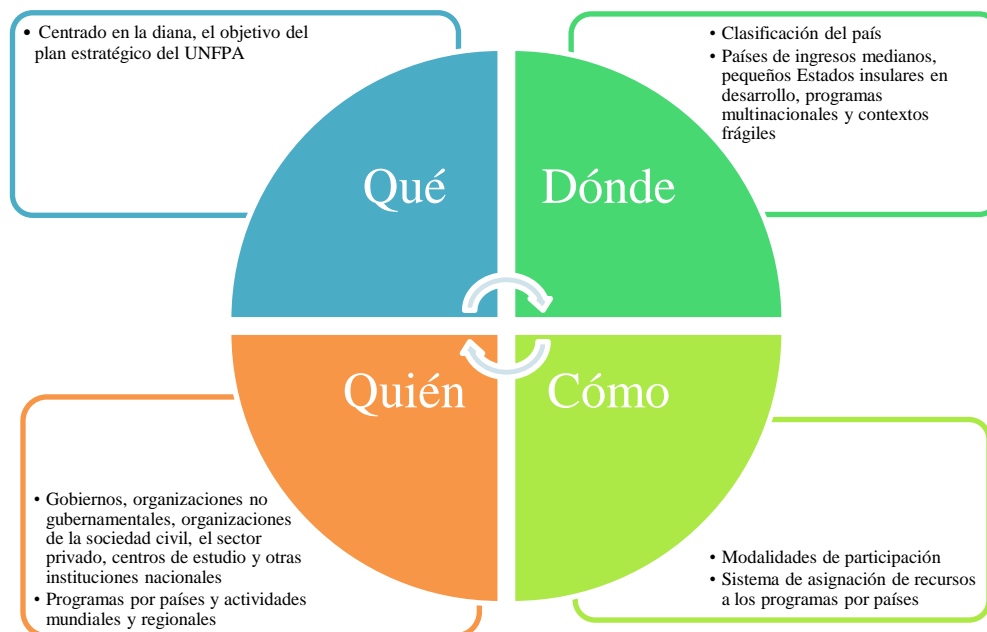 • Centrado en la diana, el objetivo del
plan estratégico del UNFPA
• Clasificación del país
• Países de ingresos medianos,
pequeños Estados insulares en
desarrollo, programas
multinacionales y contextos
frágiles
Qué
Dónde
Quién
Cómo
• Gobiernos, organizaciones no
gubernamentales, organizaciones
de la sociedad civil, el sector
privado, centros de estudio y otras
instituciones nacionales
• Programas por países y actividades
mundiales y regionales
• Modalidades de participación
• Sistema de asignación de recursos
a los programas por países